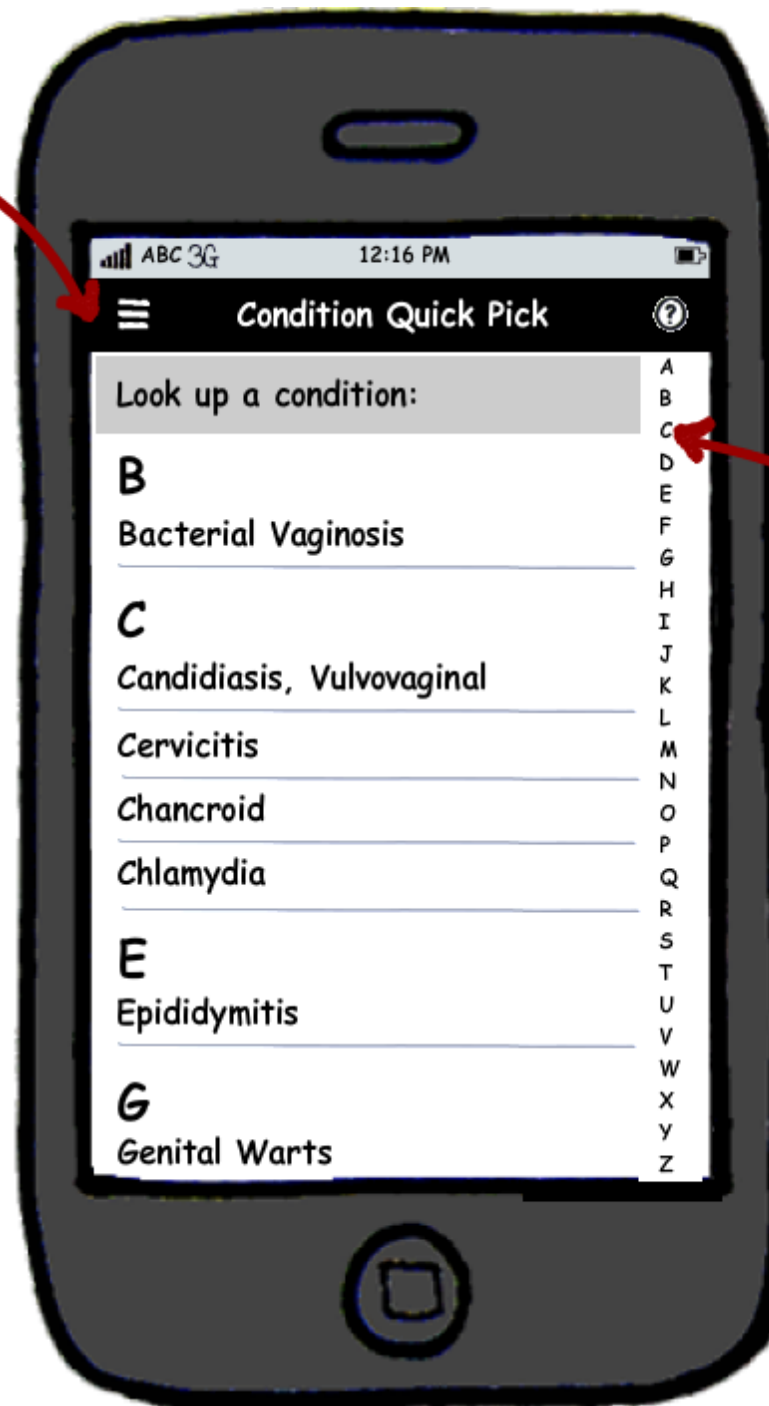 ABC 3G 12:16 PM
Condition Quick Pick ?
Look up a condition:
B
Bacterial Vaginosis
C
Candidiasis, Vulvovaginal
Cervicitis
Chancroid
Chlamydia
E
Epididymitis
G
Genital Warts
A
B
C
D
E
F
G
H
I
J
K
L
M
N
O
P
Q
R
S
T
U
V
W
X
Y
Z